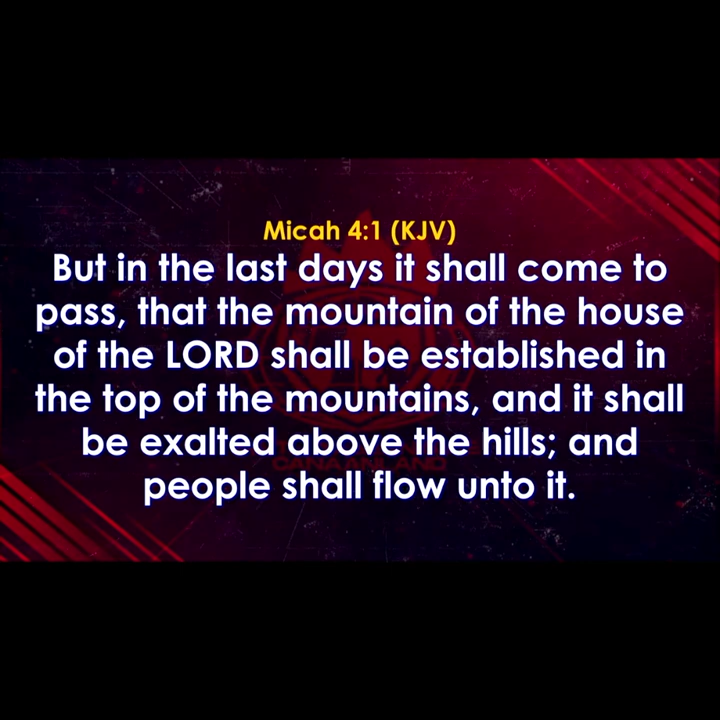 Micah 4:1 (KJV)
But in the last days it shall come to
pass, that the mountain of the house
of the LORD shall be established in
the top of the mountains, and it shall
be exalted above the hills; and
CANAANLAND
people shall flow unto it.